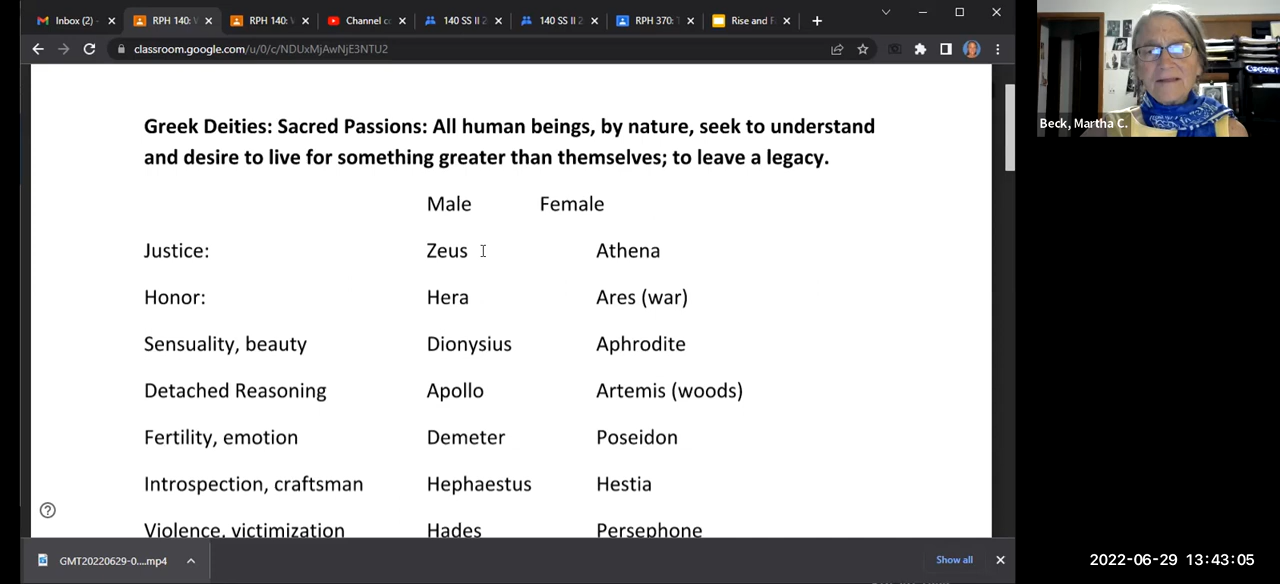 Inbox (2) -
RPH 140: V
RPH 140: V
Channel co
140 SS II 2
140 SS II 2
RPH 370: T
Rise and F
classroom.google.com/u/0/c/NDUxMjAwNjE3NTU2
Greek Deities: Sacred Passions: All human beings, by nature, seek to understand
and desire to live for something greater than themselves; to leave a legacy.
Male Female
Justice: Zeus Athena
Honor: Hera Ares (war)
Sensuality, beauty Dionysius Aphrodite
Detached Reasoning Apollo Artemis (woods)
Fertility, emotion Demeter Poseidon
Introspection, craftsman Hephaestus Hestia
Violence, victimization Hades Persephone
GMT20220629-0....mp4
Show all
Beck, Martha C.
2022-06-29 13:43:05